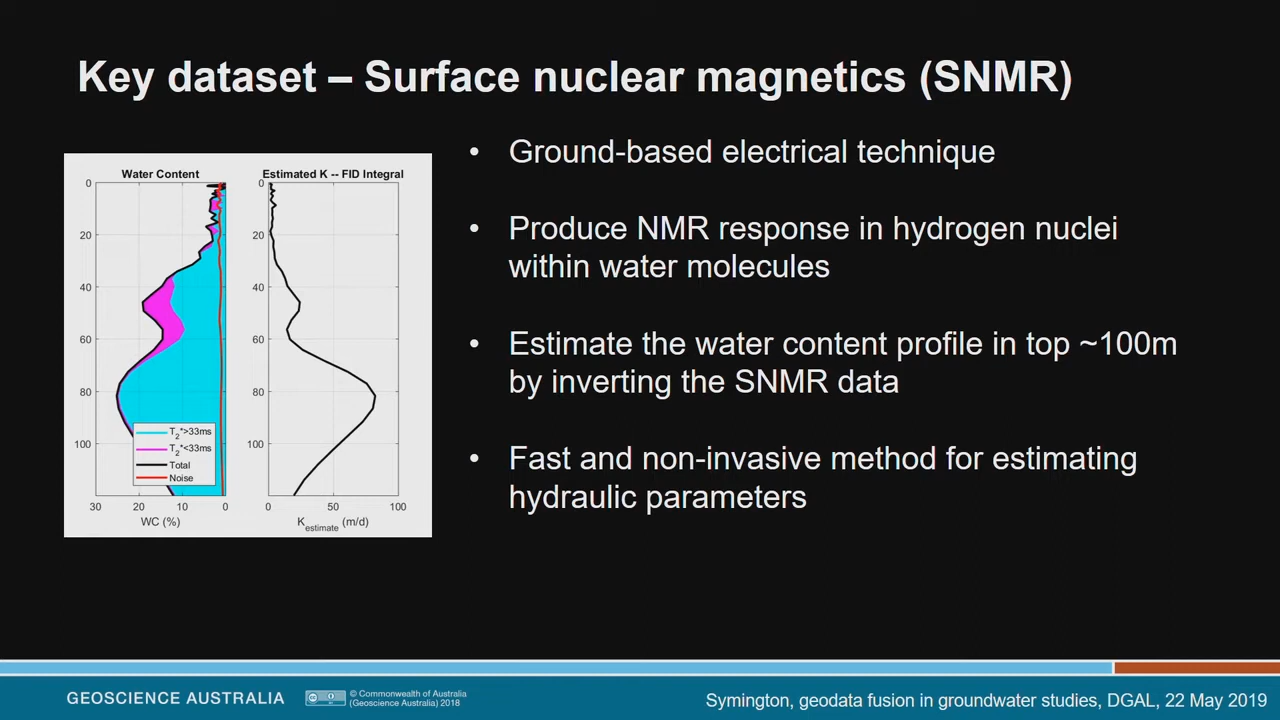 Key dataset – Surface nuclear magnetics (SNMR)
Water Content
0
20
40
60
80
100
T2*>33ms
T2*<33ms
Total
Noise
30 20 10 0
WC (%)
Estimated K -- FID Integral
0
20
40
60
80
100
0 50 100
Kestimate (m/d)
• Ground-based electrical technique
• Produce NMR response in hydrogen nuclei
within water molecules
• Estimate the water content profile in top ~100m
by inverting the SNMR data
• Fast and non-invasive method for estimating
hydraulic parameters
GEOSCIENCE AUSTRALIA
© Commonwealth of Australia
(Geoscience Australia) 2018
Symington, geodata fusion in groundwater studies, DGAL, 22 May 2019